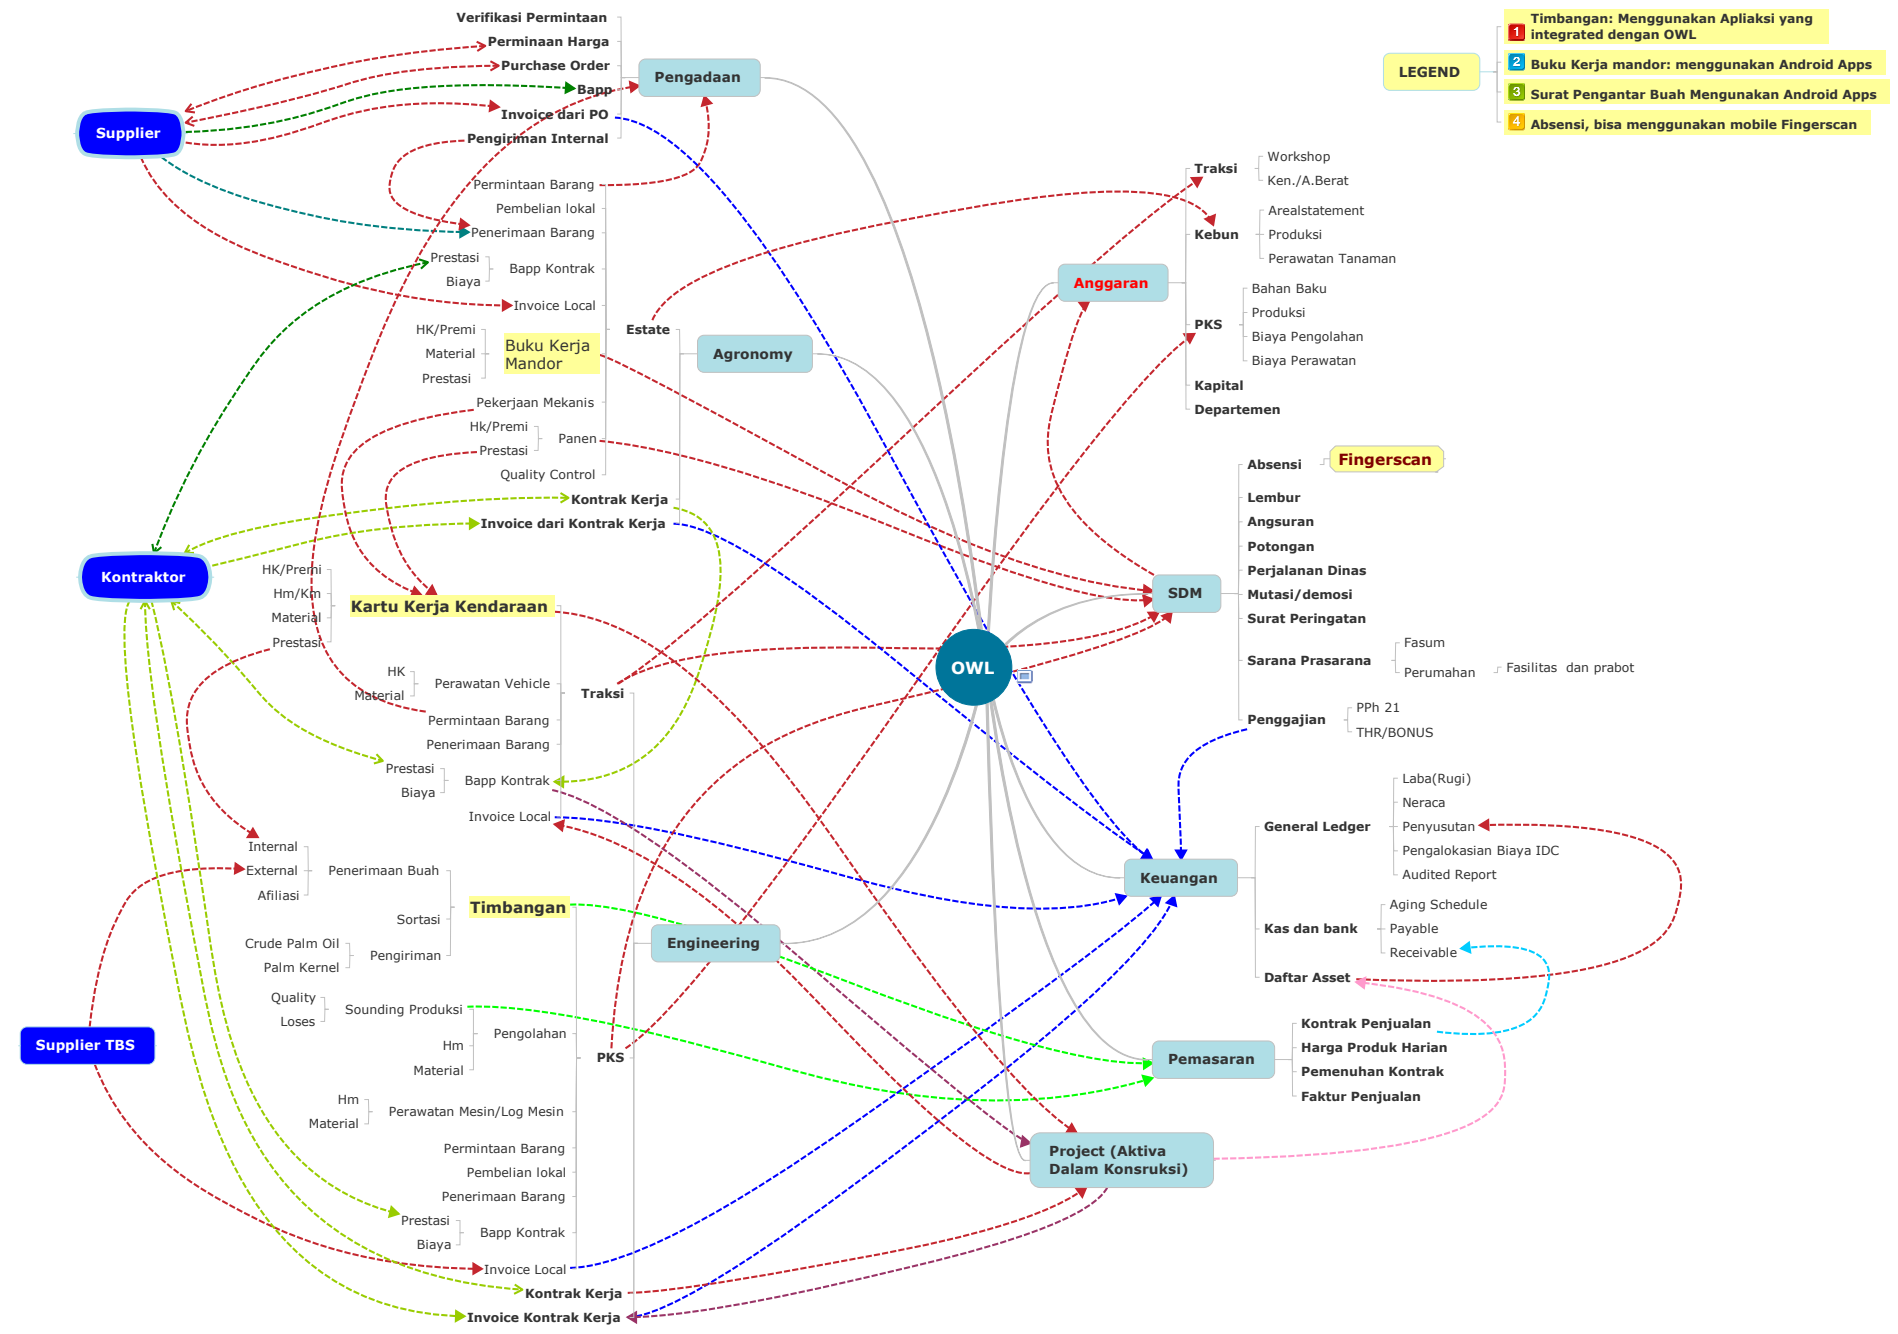 Verifikasi Permintaan
Perminaan Harga
Purchase Order
Bapp
Invoice dari PO
Pengiriman Internal
Pengadaan
Supplier
LEGEND
1
Timbangan: Menggunakan Apliaksi yang
integrated dengan OWL
2
Buku Kerja mandor: menggunakan Android Apps
3
Surat Pengantar Buah Mengunakan Android Apps
4
Absensi, bisa menggunakan mobile Fingerscan
Permintaan Barang
Pembelian lokal
Penerimaan Barang
Prestasi
Biaya
Bapp Kontrak
Invoice Local
HK/Premi
Material
Prestasi
Buku Kerja
Mandor
Pekerjaan Mekanis
Hk/Premi
Prestasi
Panen
Quality Control
Estate
Kontrak Kerja
Invoice dari Kontrak Kerja
Agronomy
Anggaran
Traksi
Workshop
Ken./A.Berat
Kebun
Arealstatement
Produksi
Perawatan Tanaman
PKS
Bahan Baku
Produksi
Biaya Pengolahan
Biaya Perawatan
Kapital
Departemen
Kontraktor
HK/Premi
Hm/Km
Material
Prestasi
Kartu Kerja Kendaraan
HK
Material
Perawatan Vehicle
Permintaan Barang
Penerimaan Barang
Prestasi
Biaya
Bapp Kontrak
Invoice Local
Traksi
OWL
SDM
Absensi
Fingerscan
Lembur
Angsuran
Potongan
Perjalanan Dinas
Mutasi/demosi
Surat Peringatan
Sarana Prasarana
Fasum
Perumahan
Fasilitas  dan prabot
Penggajian
PPh 21
THR/BONUS
Internal
External
Afiliasi
Penerimaan Buah
Sortasi
Crude Palm Oil
Palm Kernel
Pengiriman
Timbangan
Engineering
Quality
Loses
Sounding Produksi
Hm
Material
Pengolahan
PKS
Hm
Material
Perawatan Mesin/Log Mesin
Permintaan Barang
Pembelian lokal
Penerimaan Barang
Prestasi
Biaya
Bapp Kontrak
Invoice Local
Kontrak Kerja
Invoice Kontrak Kerja
Supplier TBS
Keuangan
General Ledger
Laba(Rugi)
Neraca
Penyusutan
Pengalokasian Biaya IDC
Audited Report
Kas dan bank
Aging Schedule
Payable
Receivable
Daftar Asset
Pemasaran
Kontrak Penjualan
Harga Produk Harian
Pemenuhan Kontrak
Faktur Penjualan
Project (Aktiva
Dalam Konsruksi)